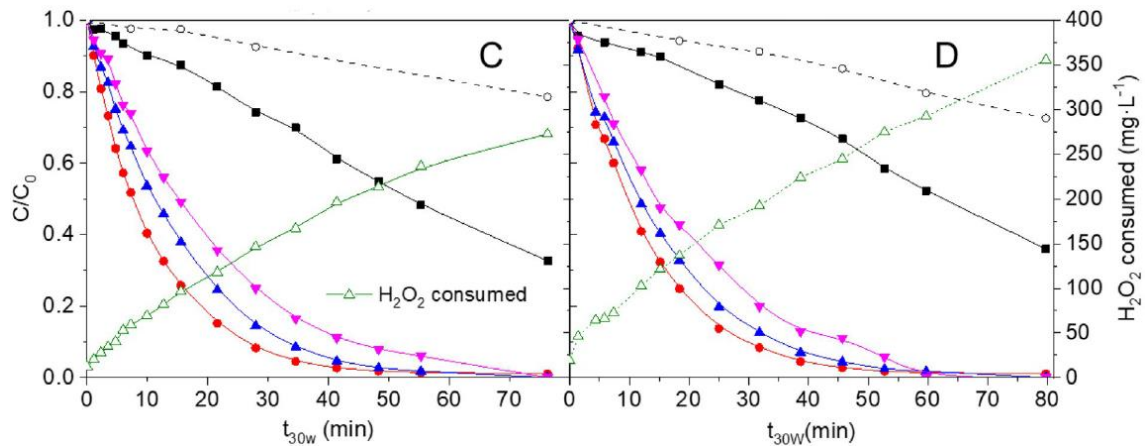 1.0
0.8
0.6
0.4
0.2
0.0
C/C₀
C
H₂O₂ consumed
0 10 20 30 40 50 60 70
t₃₀w (min)
D
0 10 20 30 40 50 60 70 80
t₃₀W(min)
400
350
300
250
200
150
100
50
0
H₂O₂ consumed (mg·L⁻¹)